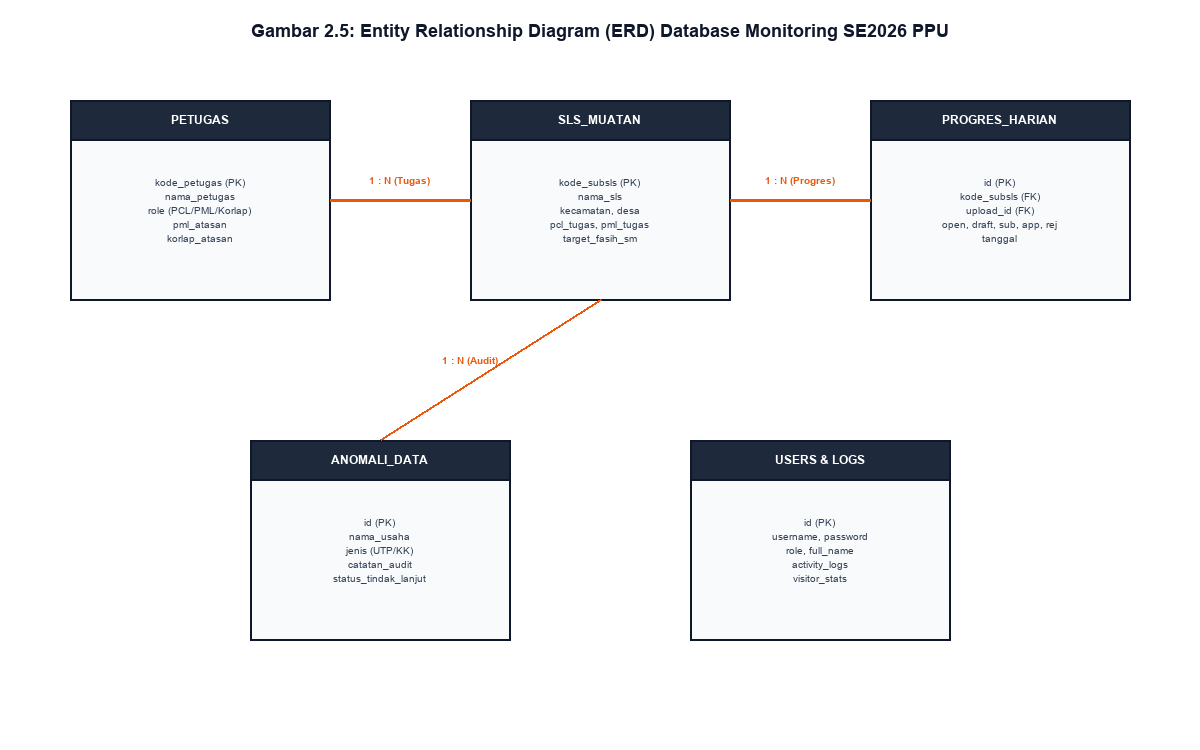 Gambar 2.5: Entity Relationship Diagram (ERD) Database Monitoring SE2026 PPU
PETUGAS
kode_petugas (PK)
nama_petugas
role (PCL/PML/Korlap)
pml_atasan
korlap_atasan
1 : N (Tugas)
SLS_MUATAN
kode_subsls (PK)
nama_sls
kecamatan, desa
pcl_tugas, pml_tugas
target_fasih_sm
1 : N (Progres)
PROGRES_HARIAN
id (PK)
kode_subsls (FK)
upload_id (FK)
open, draft, sub, app, rej
tanggal
1 : N (Audit)
ANOMALI_DATA
id (PK)
nama_usaha
jenis (UTP/KK)
catatan_audit
status_tindak_lanjut
USERS & LOGS
id (PK)
username, password
role, full_name
activity_logs
visitor_stats